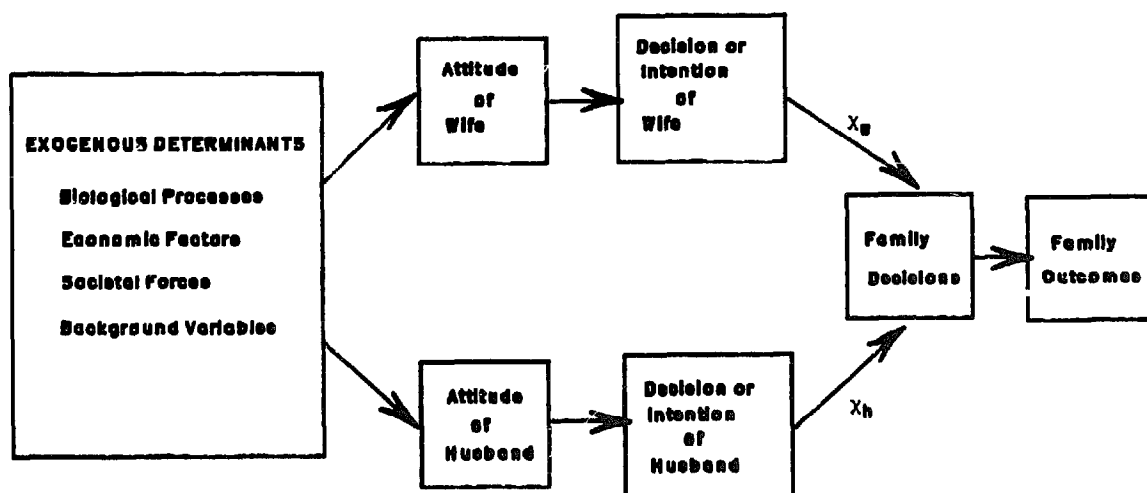 EXOGENOUS DETERMINANTS
Biological Processes
Economic Factors
Societal Forces
Background Variables
Attitude
of
Wife
Decision or
Intention
of
Wife
Xw
Family
Decisions
Family
Outcomes
Attitude
of
Husband
Decision or
Intention
of
Husband
Xh